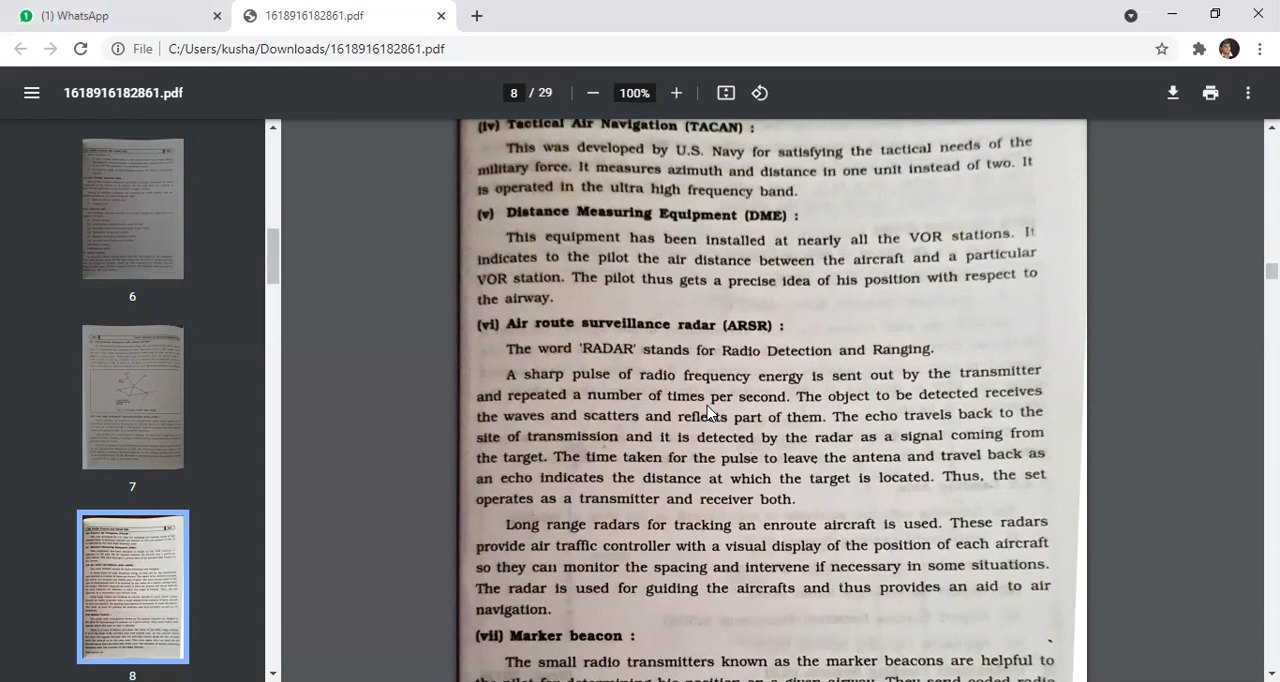 (1) WhatsApp
1618916182861.pdf
File
C:/Users/kusha/Downloads/1618916182861.pdf
1618916182861.pdf
8 / 29
100%
6
7
8
(iv) Tactical Air Navigation (TACAN) :
This was developed by U.S. Navy for satisfying the tactical needs of the
military force. It measures azimuth and distance in one unit instead of two. It
is operated in the ultra high frequency band.
(v) Distance Measuring Equipment (DME) :
This equipment has been installed at nearly all the VOR stations. It
indicates to the pilot the air distance between the aircraft and a particular
VOR station. The pilot thus gets a precise idea of his position with respect to
the airway.
(vi) Air route surveillance radar (ARSR) :
The word 'RADAR' stands for Radio Detection and Ranging.
A sharp pulse of radio frequency energy is sent out by the transmitter
and repeated a number of times per second. The object to be detected receives
the waves and scatters and reflects part of them. The echo travels back to the
site of transmission and it is detected by the radar as a signal coming from
the target. The time taken for the pulse to leave the antena and travel back as
an echo indicates the distance at which the target is located. Thus, the set
operates as a transmitter and receiver both.
Long range radars for tracking an enroute aircraft is used. These radars
provide air traffic controller with a visual display of the position of each aircraft
so they can monitor the spacing and intervene if necessary in some situations.
The radar is used for guiding the aircrafts and thus provides an aid to air
navigation.
(vii) Marker beacon :
The small radio transmitters known as the marker beacons are helpful to
the pilot for determining his position on a given airway. They send coded radio